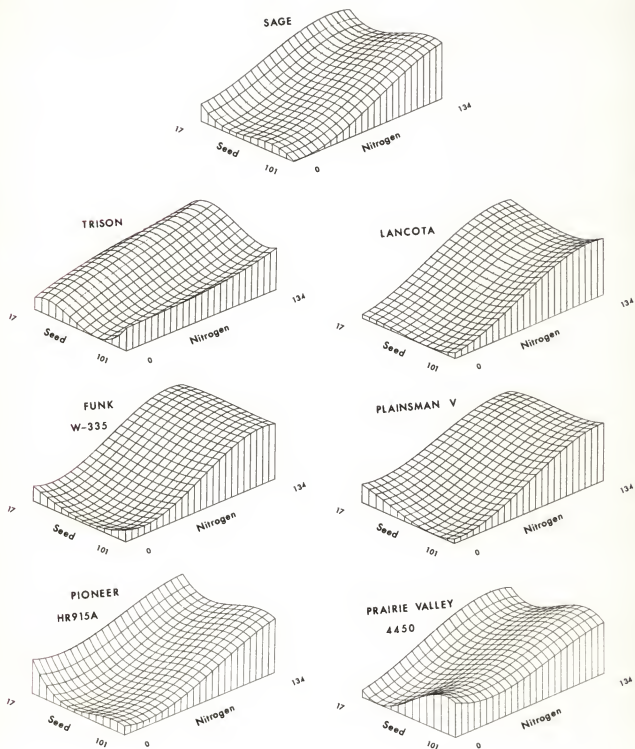 SAGE
17
Seed
101
0
Nitrogen
134
TRISON
17
Seed
101
0
Nitrogen
134
LANCOTA
17
Seed
101
0
Nitrogen
134
FUNK
W-335
17
Seed
101
0
Nitrogen
134
PLAINSMAN V
17
Seed
101
0
Nitrogen
134
PIONEER
HR915A
17
Seed
101
0
Nitrogen
134
PRAIRIE VALLEY
4450
17
Seed
101
0
Nitrogen
134